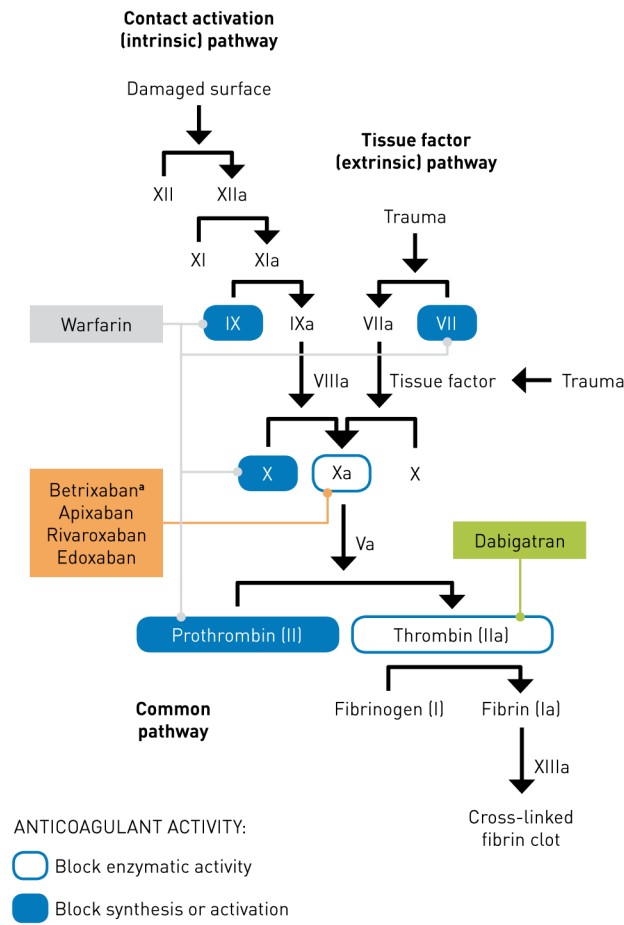 Contact activation
(intrinsic) pathway
Damaged surface
Tissue factor
(extrinsic) pathway
XII
XIIa
Trauma
XI
XIa
Warfarin
IX
IXa
VIIa
VII
VIIIa
Tissue factor
Trauma
X
Xa
X
Betrixabanª
Apixaban
Rivaroxaban
Edoxaban
Va
Dabigatran
Prothrombin (II)
Thrombin (IIa)
Common
pathway
Fibrinogen (I)
Fibrin (Ia)
XIIIa
Cross-linked
fibrin clot
ANTICOAGULANT ACTIVITY:
Block enzymatic activity
Block synthesis or activation